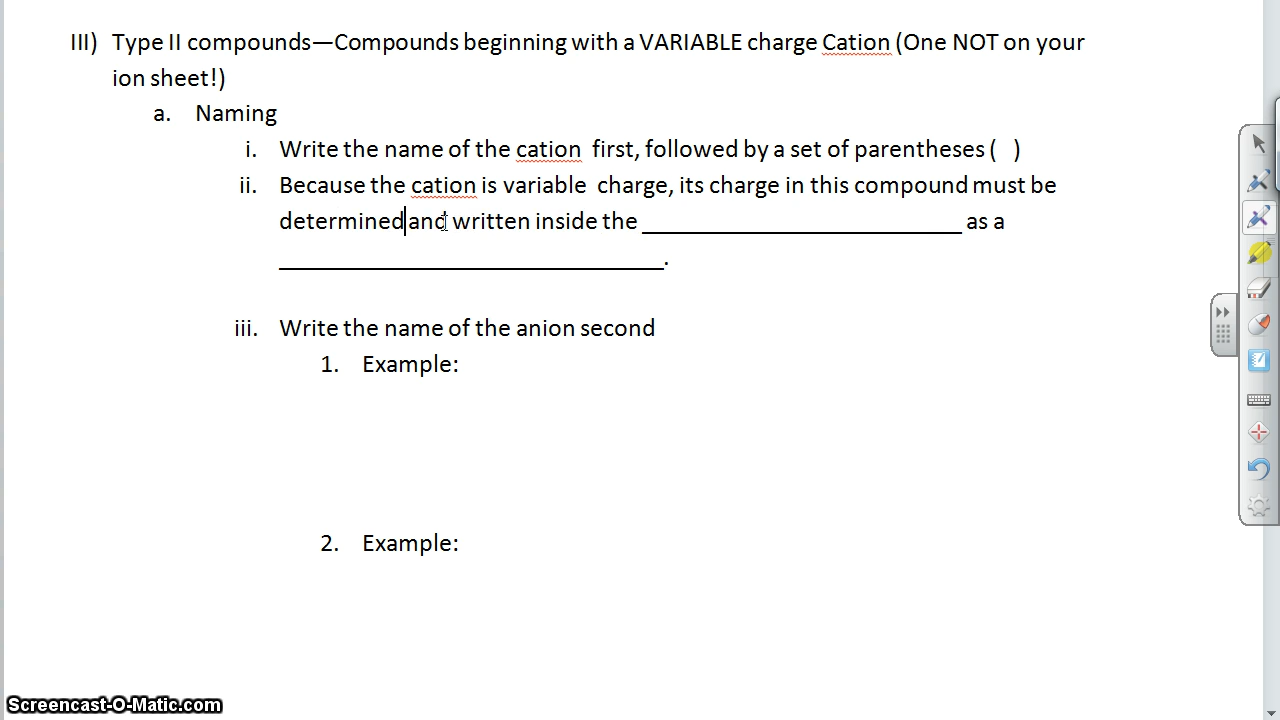 III) Type II compounds—Compounds beginning with a VARIABLE charge Cation (One NOT on your
ion sheet!)
a. Naming
i. Write the name of the cation first, followed by a set of parentheses ( )
ii. Because the cation is variable charge, its charge in this compound must be
determined and written inside the ____________________________ as a
__________________________________.
iii. Write the name of the anion second
1. Example:
2. Example:
Screencast-O-Matic.com